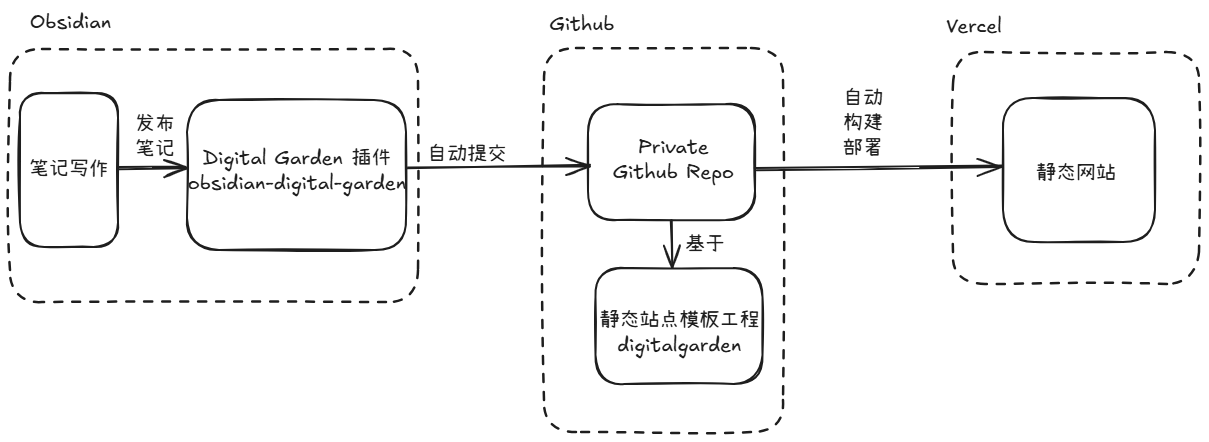 Obsidian
Github
Vercel
笔记写作
发布
笔记
Digital Garden 插件
obsidian-digital-garden
自动提交
Private
Github Repo
自动
构建
部署
静态网站
基于
静态站点模板工程
digitalgarden